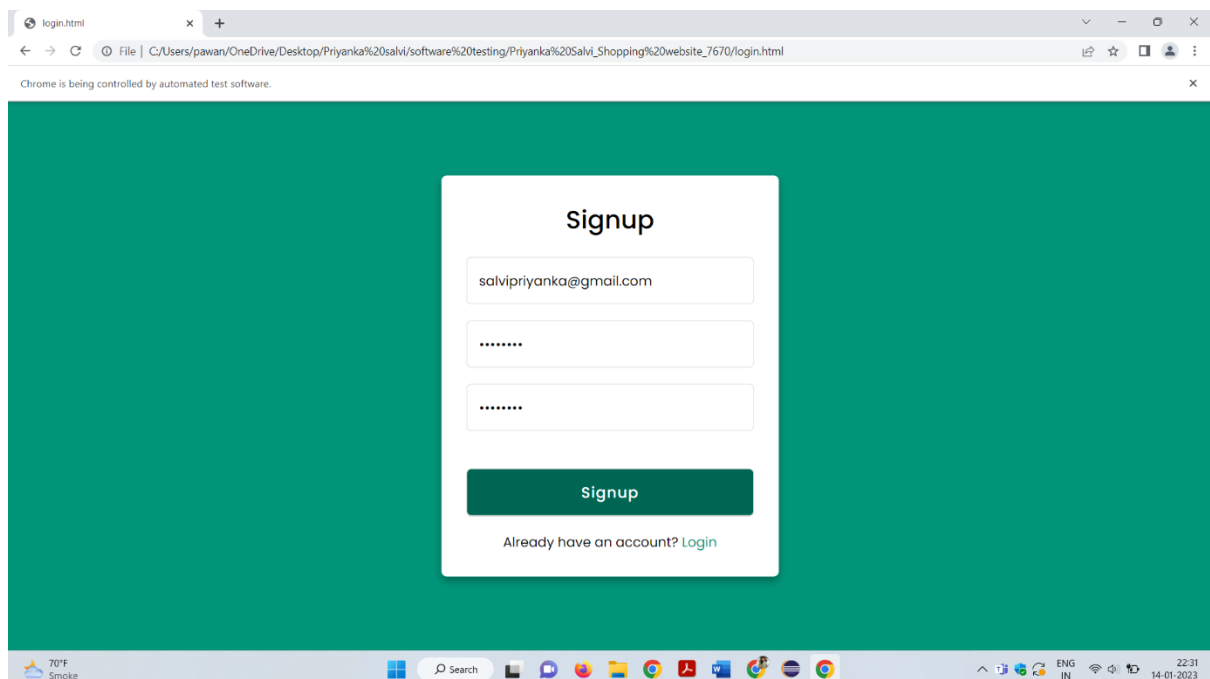 login.html
File | C:/Users/pawan/OneDrive/Desktop/Priyanka%20salvi/software%20testing/Priyanka%20Salvi_Shopping%20website_7670/login.html
Chrome is being controlled by automated test software.
Signup
salvipriyanka@gmail.com
••••••••
••••••••
Signup
Already have an account? Login
70°F
Smoke
Search
ENG
IN
22:31
14-01-2023